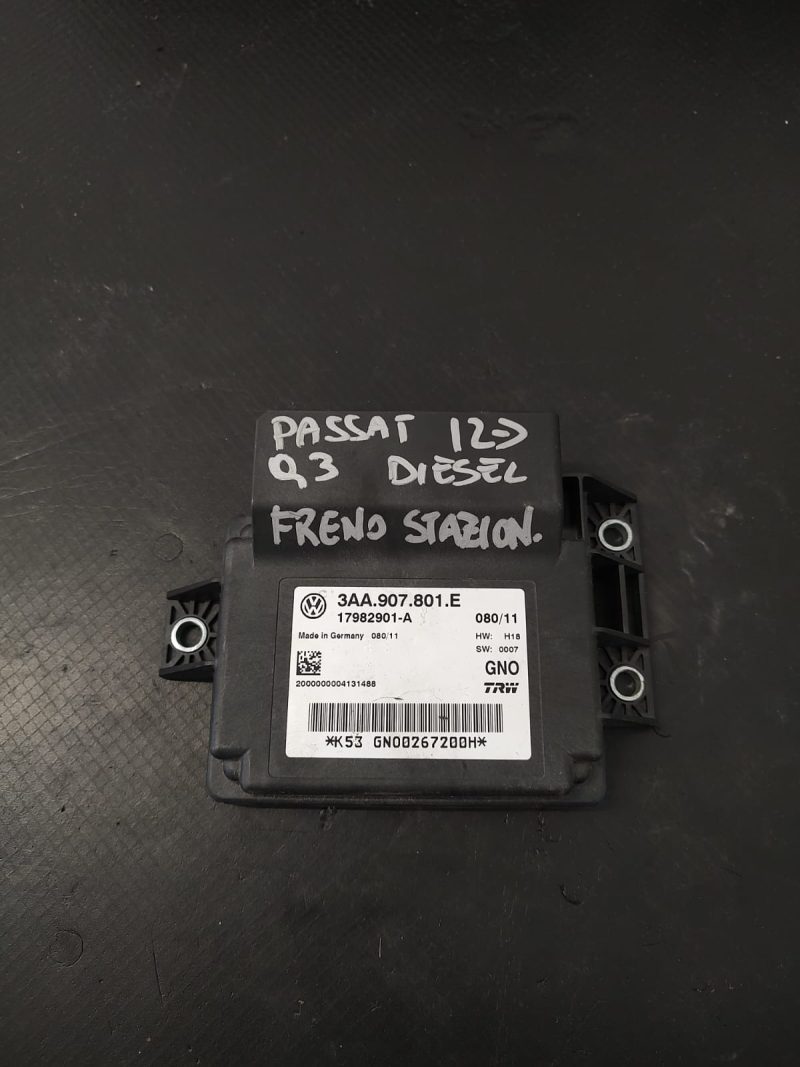 PASSAT 12->
Q3 DIESEL
FRENO STAZION.
3AA.907.801.E
17982901-A 080/11
Made in Germany 080/11 HW: H18
SW: 0007
GNO
2000000004131488
TRW
*K53 GNO0267200H*